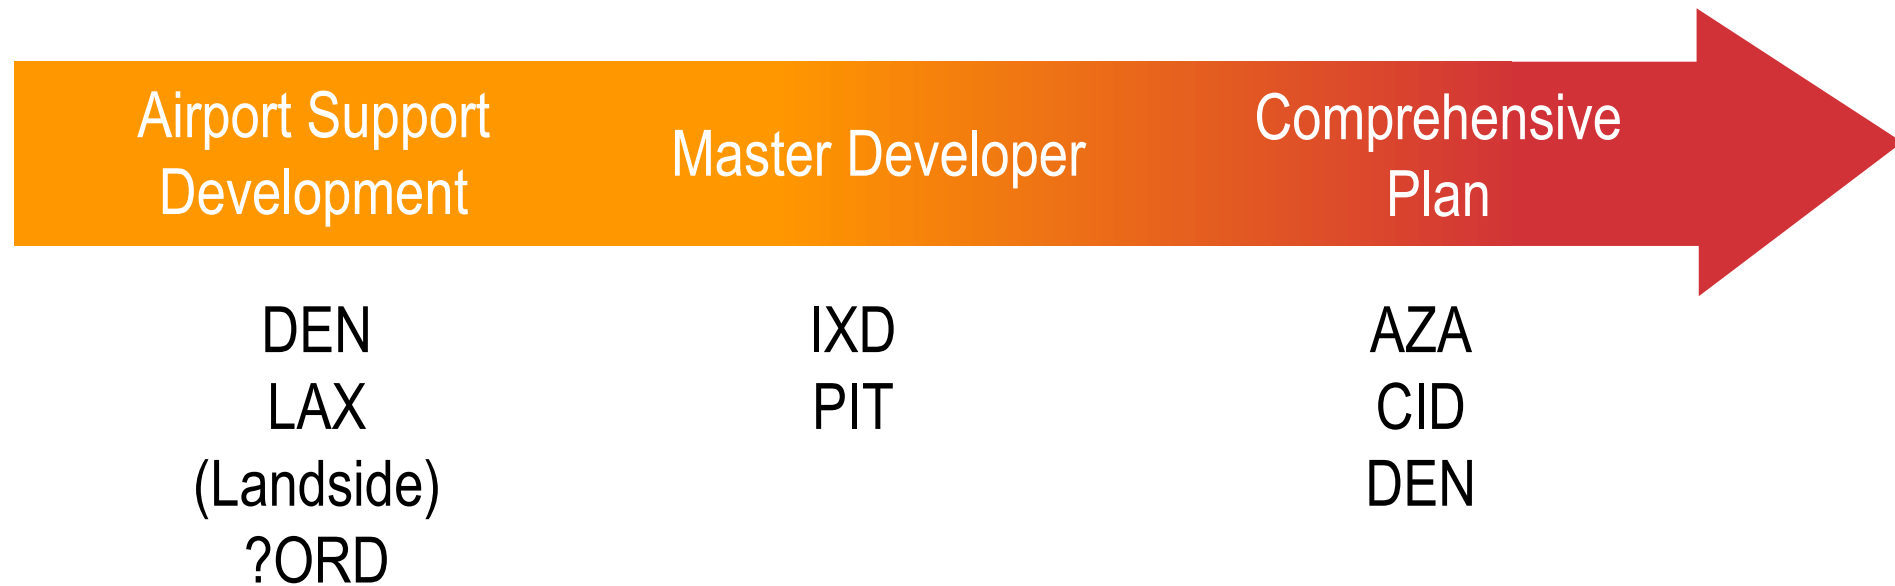 Airport Support
Development
Master Developer
Comprehensive
Plan
DEN
LAX
(Landside)
?ORD
IXD
PIT
AZA
CID
DEN